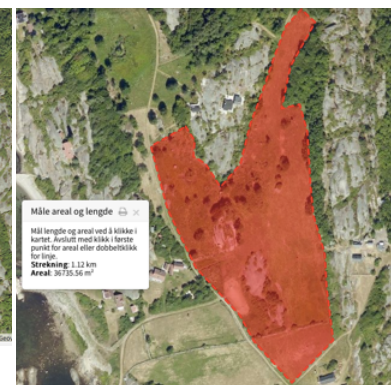 Måle areal og lengde
Mål lengde og areal ved å klikke i
kartet. Avslutt med klikk i første
punkt for areal eller dobbeltklikk
for linje.
Strekning: 1.12 km
Areal: 36735.56 m²